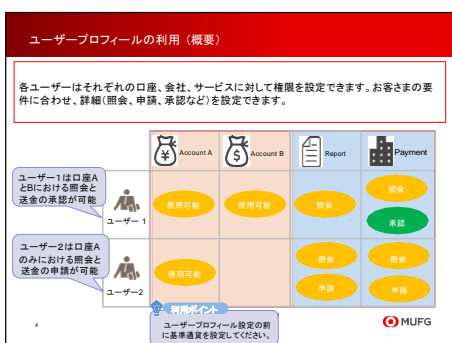 ユーザープロフィールの利用（概要）
各ユーザーはそれぞれの口座、会社、サービスに対して権限を設定できます。お客さまの要
件に合わせ、詳細（照会、申請、承認など）を設定できます。
¥ Account A
$ Account B
Report
Payment
ユーザー1は口座A
とBにおける照会と
送金の承認が可能
ユーザー 1
使用可能
使用可能
照会
照会
承認
ユーザー2は口座A
のみにおける照会と
送金の申請が可能
ユーザー2
使用可能
照会
申請
照会
申請
利用ポイント
ユーザープロフィール設定の前
に基準通貨を設定してください。
4
MUFG